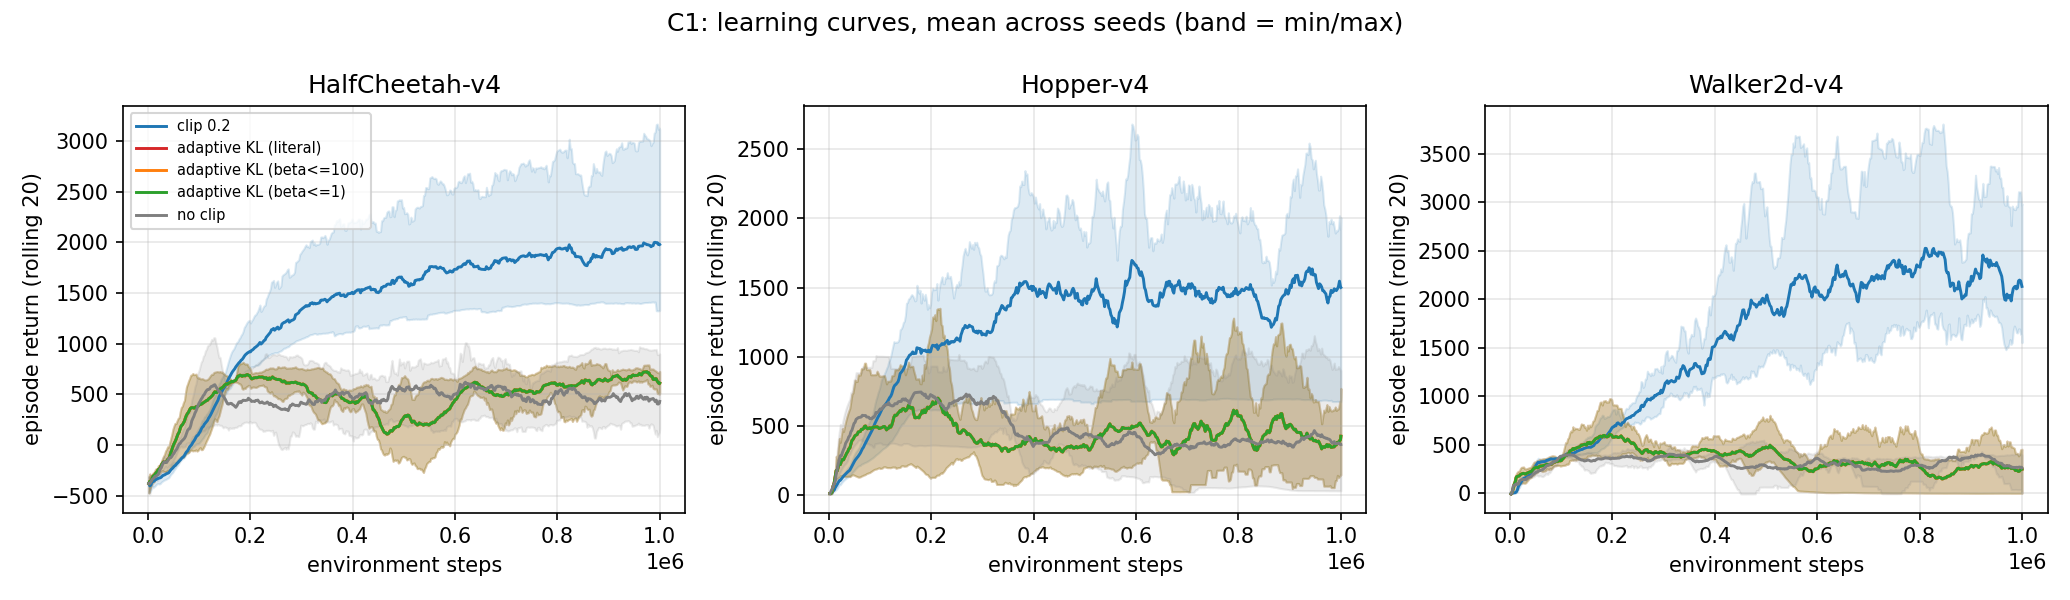 C1: learning curves, mean across seeds (band = min/max)
HalfCheetah-v4
clip 0.2
adaptive KL (literal)
adaptive KL (beta<=100)
adaptive KL (beta<=1)
no clip
3000
2500
2000
1500
1000
500
0
−500
episode return (rolling 20)
0.0 0.2 0.4 0.6 0.8 1.0
1e6
environment steps
Hopper-v4
2500
2000
1500
1000
500
0
episode return (rolling 20)
0.0 0.2 0.4 0.6 0.8 1.0
1e6
environment steps
Walker2d-v4
3500
3000
2500
2000
1500
1000
500
0
episode return (rolling 20)
0.0 0.2 0.4 0.6 0.8 1.0
1e6
environment steps